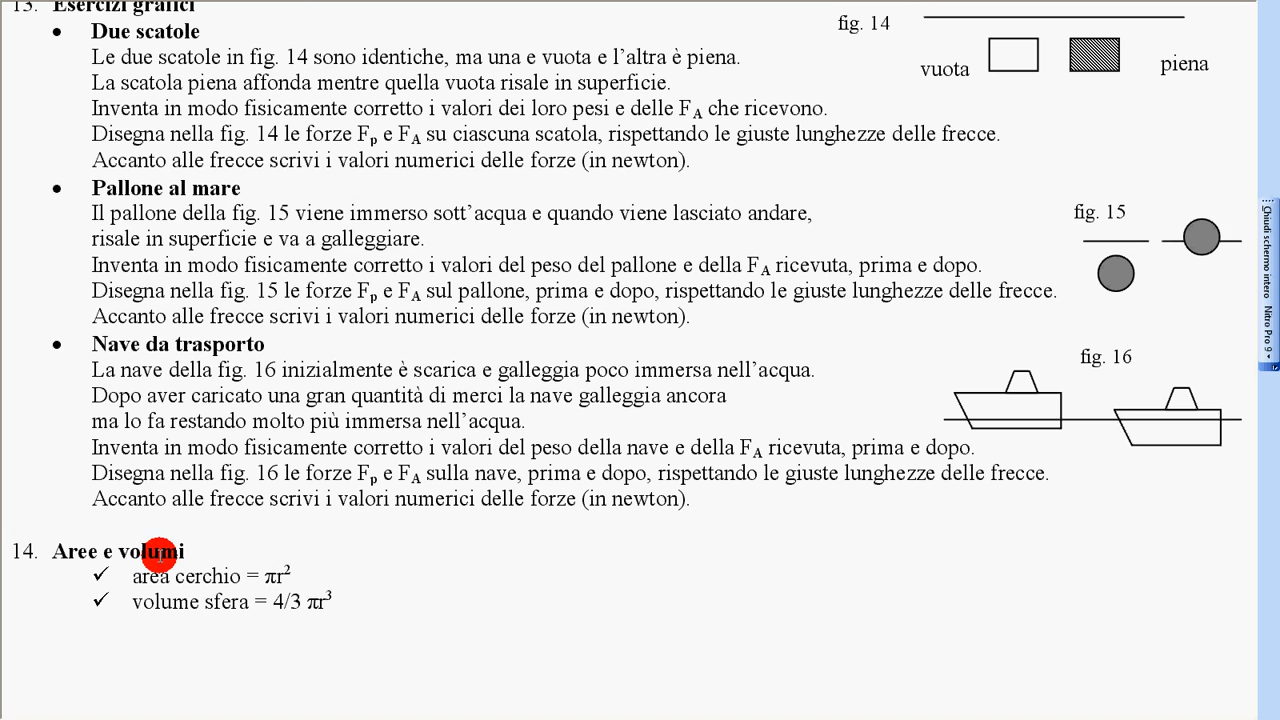 13. Esercizi grafici
fig. 14
• Due scatole
Le due scatole in fig. 14 sono identiche, ma una e vuota e l'altra è piena.
vuota
piena
La scatola piena affonda mentre quella vuota risale in superficie.
Inventa in modo fisicamente corretto i valori dei loro pesi e delle FA che ricevono.
Disegna nella fig. 14 le forze Fp e FA su ciascuna scatola, rispettando le giuste lunghezze delle frecce.
Accanto alle frecce scrivi i valori numerici delle forze (in newton).
• Pallone al mare
Il pallone della fig. 15 viene immerso sott'acqua e quando viene lasciato andare,
fig. 15
risale in superficie e va a galleggiare.
Inventa in modo fisicamente corretto i valori del peso del pallone e della FA ricevuta, prima e dopo.
Disegna nella fig. 15 le forze Fp e FA sul pallone, prima e dopo, rispettando le giuste lunghezze delle frecce.
Accanto alle frecce scrivi i valori numerici delle forze (in newton).
• Nave da trasporto
fig. 16
La nave della fig. 16 inizialmente è scarica e galleggia poco immersa nell'acqua.
Dopo aver caricato una gran quantità di merci la nave galleggia ancora
ma lo fa restando molto più immersa nell'acqua.
Inventa in modo fisicamente corretto i valori del peso della nave e della FA ricevuta, prima e dopo.
Disegna nella fig. 16 le forze Fp e FA sulla nave, prima e dopo, rispettando le giuste lunghezze delle frecce.
Accanto alle frecce scrivi i valori numerici delle forze (in newton).
14. Aree e volumi
✓ area cerchio = πr²
✓ volume sfera = 4/3 πr³
Chiudi schermo intero Nitro Pro 9